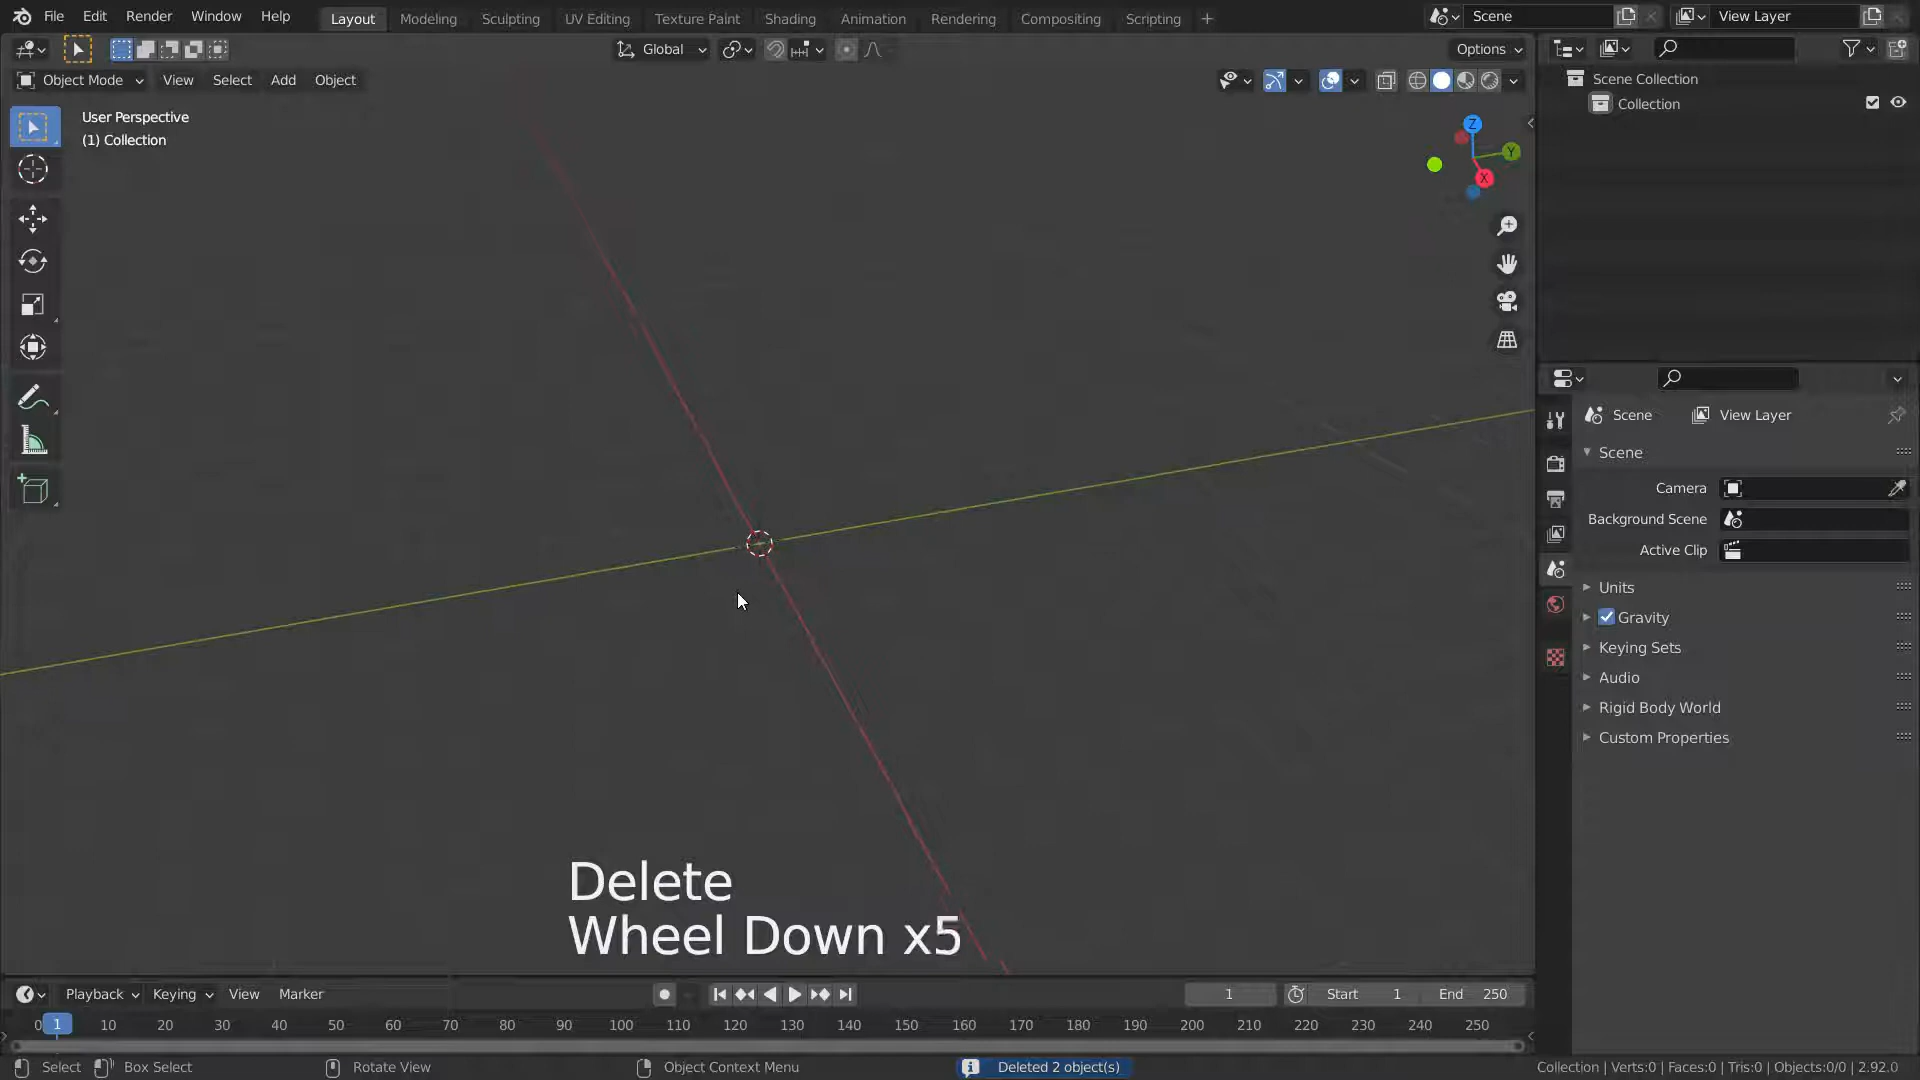 File Edit Render Window Help Layout Modeling Sculpting UV Editing Texture Paint Shading Animation Rendering Compositing Scripting + Scene View Layer
Global Options
Object Mode View Select Add Object
User Perspective
(1) Collection
Z
Y
X
Scene Collection
Collection
Scene View Layer
Scene
Camera
Background Scene
Active Clip
Units
Gravity
Keying Sets
Audio
Rigid Body World
Custom Properties
Delete
Wheel Down x5
Playback Keying View Marker 1 Start 1 End 250
0 1 10 20 30 40 50 60 70 80 90 100 110 120 130 140 150 160 170 180 190 200 210 220 230 240 250
Select Box Select Rotate View Object Context Menu Deleted 2 object(s) Collection | Verts:0 | Faces:0 | Tris:0 | Objects:0/0 | 2.92.0